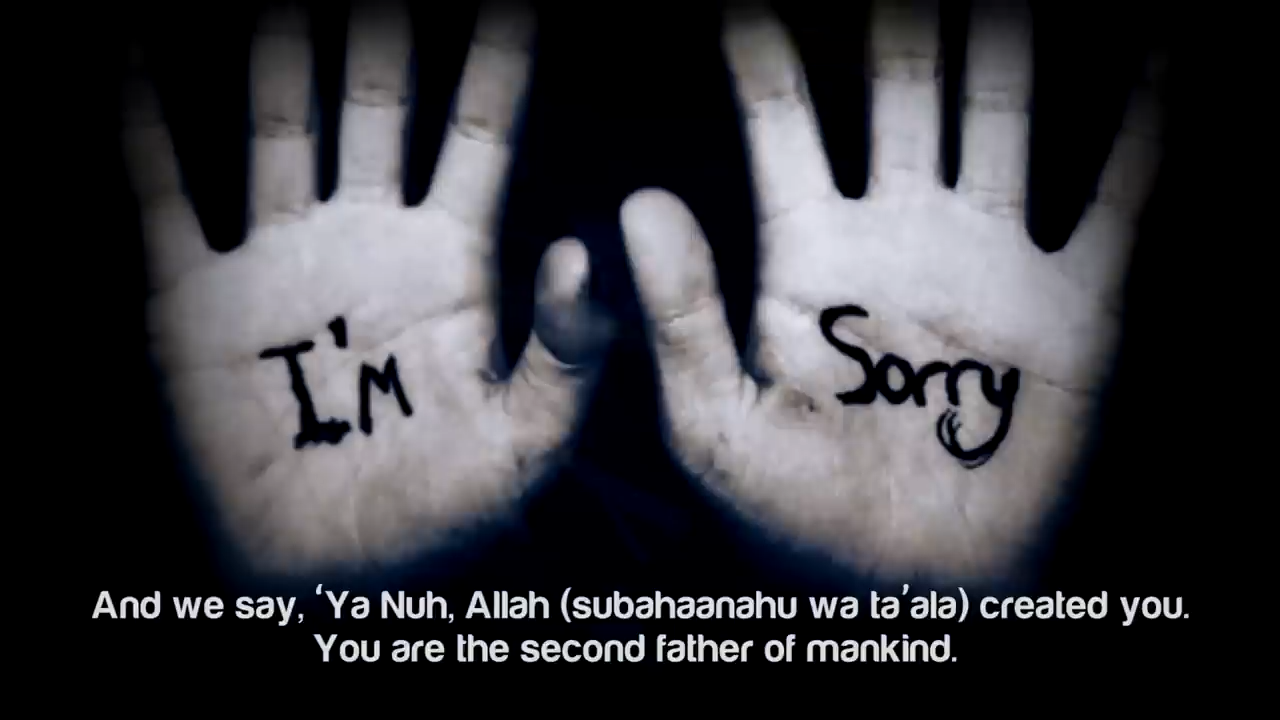 I'm
Sorry
And we say, ‘Ya Nuh, Allah (subahaanahu wa ta’ala) created you.
You are the second father of mankind.